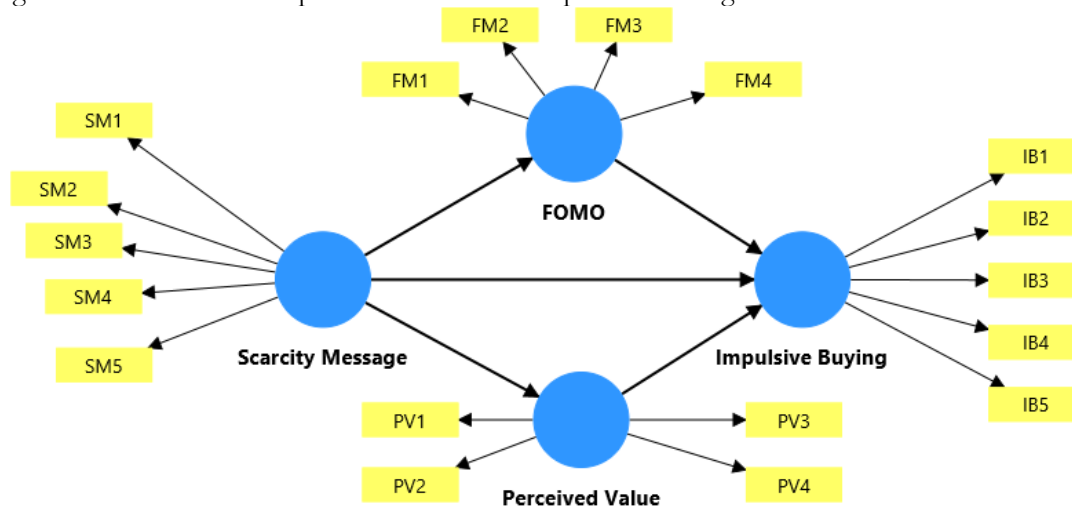 FM2
FM3
FM1
FM4
SM1
SM2
SM3
SM4
SM5
FOMO
IB1
IB2
IB3
IB4
IB5
Scarcity Message
Impulsive Buying
PV1
PV3
PV2
PV4
Perceived Value